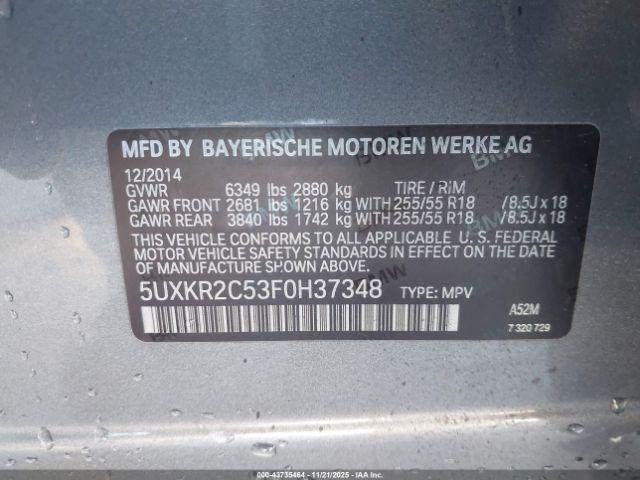 MFD BY BAYERISCHE MOTOREN WERKE AG
12/2014
GVWR 6349 lbs 2880 kg TIRE / RIM
GAWR FRONT 2681 lbs 1216 kg WITH 255/55 R18 /8.5J x 18
GAWR REAR 3840 lbs 1742 kg WITH 255/55 R18 /8.5J x 18
THIS VEHICLE CONFORMS TO ALL APPLICABLE U. S. FEDERAL
MOTOR VEHICLE SAFETY STANDARDS IN EFFECT ON THE DATE
OF MANUFACTURE SHOWN ABOVE.
5UXKR2C53F0H37348 TYPE: MPV
A52M
7 320 729
000-43735464 - 11/21/2025 - IAAI.COM